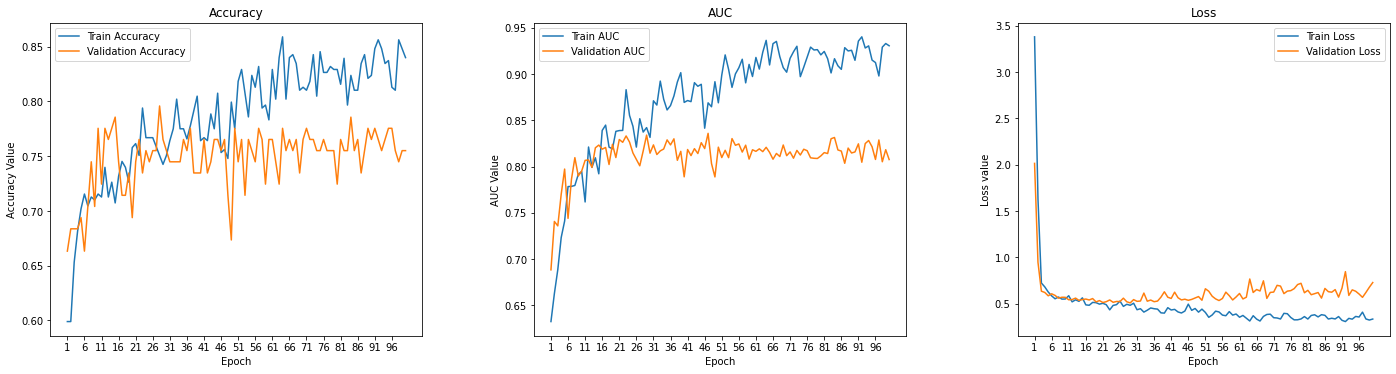 Accuracy
Train Accuracy
Validation Accuracy
Accuracy Value
0.85
0.80
0.75
0.70
0.65
0.60
1 6 11 16 21 26 31 36 41 46 51 56 61 66 71 76 81 86 91 96
Epoch
AUC
Train AUC
Validation AUC
AUC Value
0.95
0.90
0.85
0.80
0.75
0.70
0.65
1 6 11 16 21 26 31 36 41 46 51 56 61 66 71 76 81 86 91 96
Epoch
Loss
Train Loss
Validation Loss
Loss value
3.5
3.0
2.5
2.0
1.5
1.0
0.5
1 6 11 16 21 26 31 36 41 46 51 56 61 66 71 76 81 86 91 96
Epoch